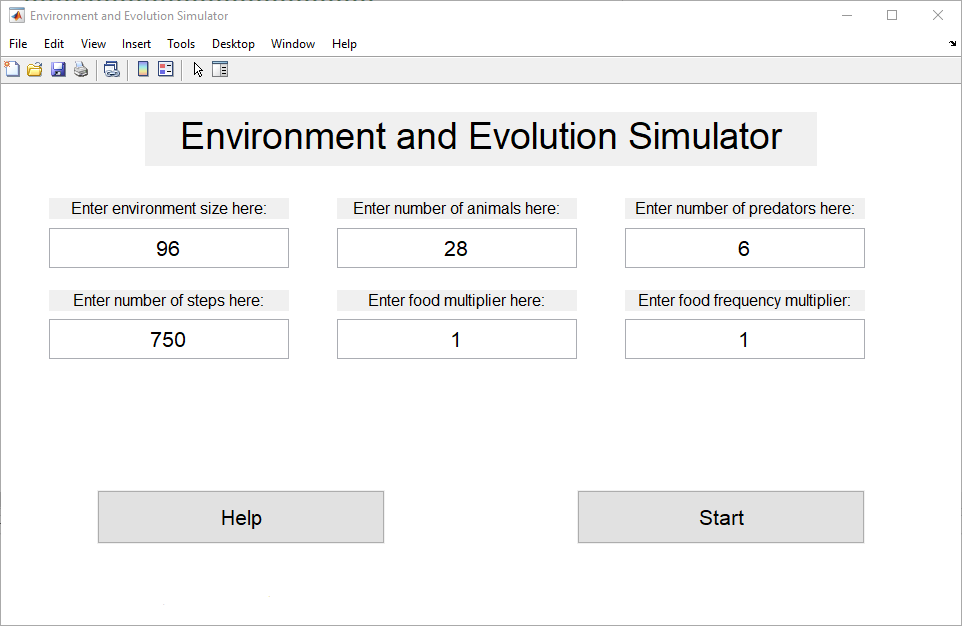 Environment and Evolution Simulator
File Edit View Insert Tools Desktop Window Help
Environment and Evolution Simulator
Enter environment size here: Enter number of animals here: Enter number of predators here:
96 28 6
Enter number of steps here: Enter food multiplier here: Enter food frequency multiplier:
750 1 1
Help Start